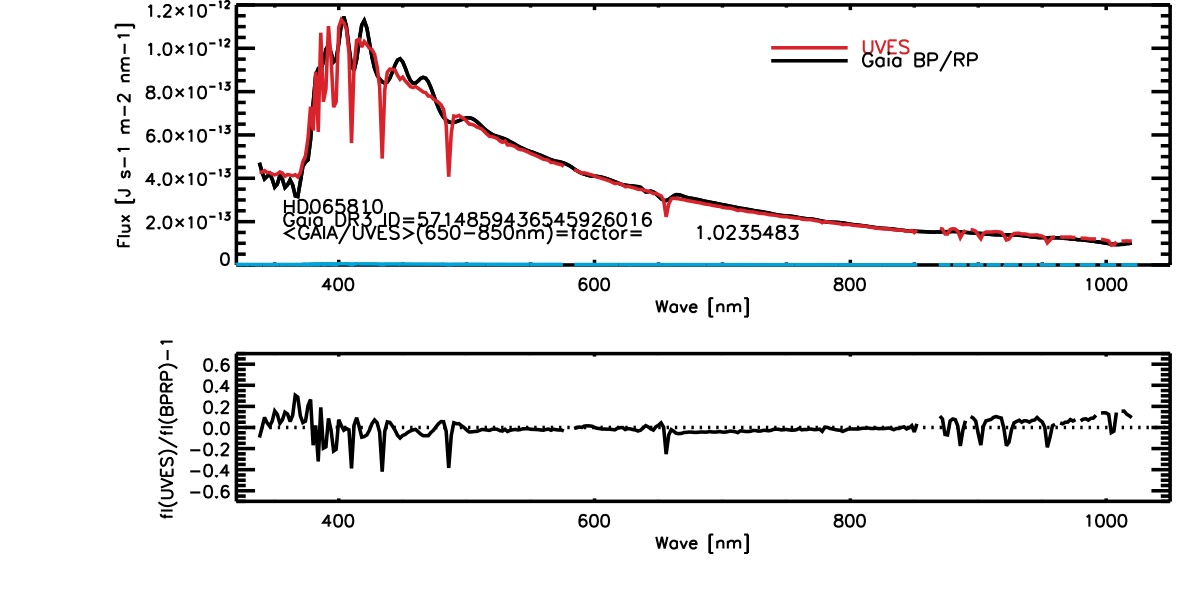 1.2×10−12
1.0×10−12
8.0×10−13
6.0×10−13
4.0×10−13
2.0×10−13
0
Flux [J s−1 m−2 nm−1]
UVES
Gaia BP/RP
HD065810
Gaia DR3 ID=5714859436545926016
<GAIA/UVES>(650−850nm)=factor= 1.0235483
400 600 800 1000
Wave [nm]
0.6
0.4
0.2
0.0
−0.2
−0.4
−0.6
fl(UVES)/fl(BPRP)−1
400 600 800 1000
Wave [nm]